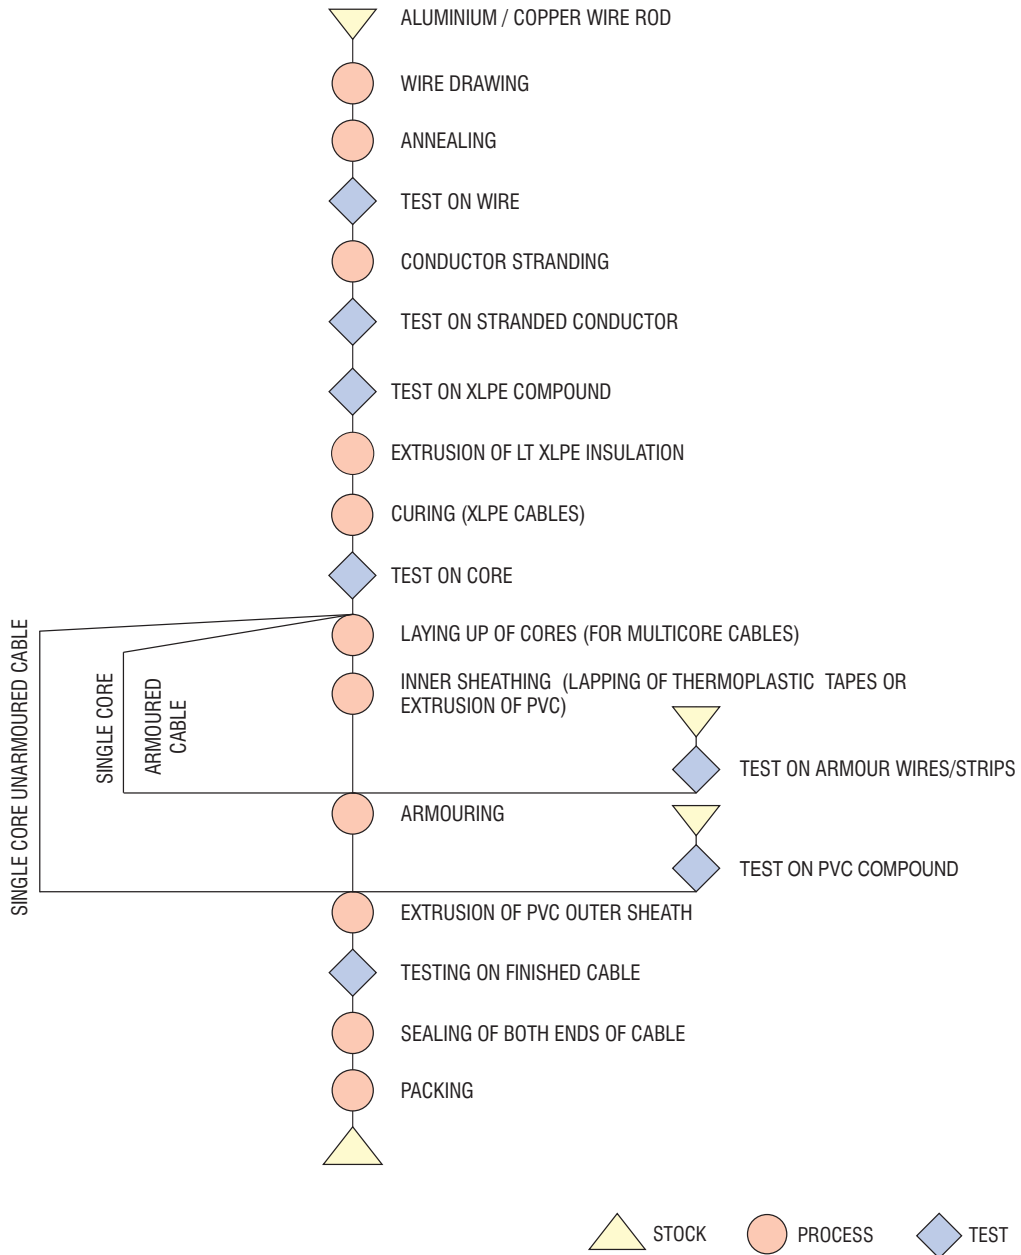 ALUMINIUM / COPPER WIRE ROD
WIRE DRAWING
ANNEALING
TEST ON WIRE
CONDUCTOR STRANDING
TEST ON STRANDED CONDUCTOR
TEST ON XLPE COMPOUND
EXTRUSION OF LT XLPE INSULATION
CURING (XLPE CABLES)
TEST ON CORE
SINGLE CORE UNARMOURED CABLE
SINGLE CORE
ARMOURED
CABLE
LAYING UP OF CORES (FOR MULTICORE CABLES)
INNER SHEATHING (LAPPING OF THERMOPLASTIC TAPES OR
EXTRUSION OF PVC)
TEST ON ARMOUR WIRES/STRIPS
ARMOURING
TEST ON PVC COMPOUND
EXTRUSION OF PVC OUTER SHEATH
TESTING ON FINISHED CABLE
SEALING OF BOTH ENDS OF CABLE
PACKING
STOCK
PROCESS
TEST